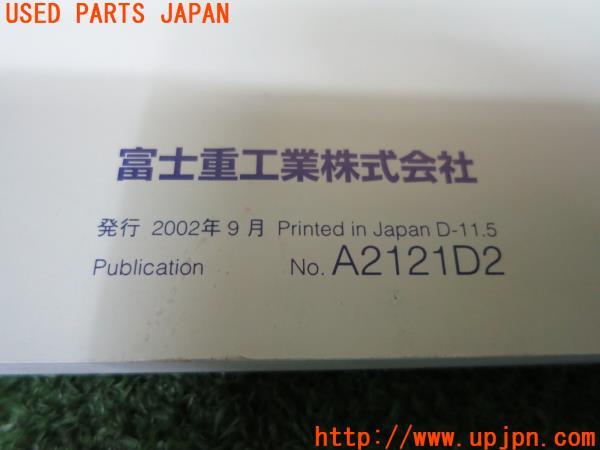 USED PARTS JAPAN
富士重工業株式会社
発行 2002年9月 Printed in Japan D-11.5
Publication No. A2121D2
http://www.upjpn.com/